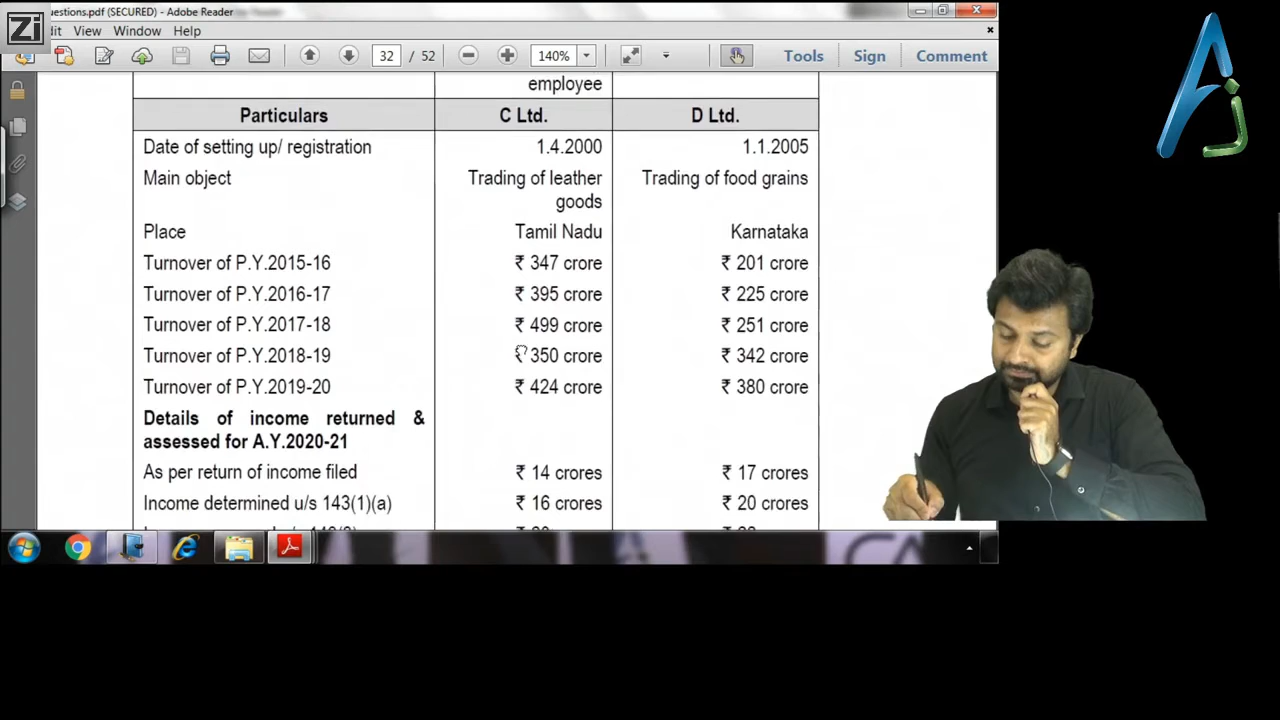 uestions.pdf (SECURED) - Adobe Reader
Zi
dit View Window Help
32 / 52
140%
Tools Sign Comment
employee
Particulars C Ltd. D Ltd.
Date of setting up/ registration 1.4.2000 1.1.2005
Main object Trading of leather goods Trading of food grains
Place Tamil Nadu Karnataka
Turnover of P.Y.2015-16 ₹ 347 crore ₹ 201 crore
Turnover of P.Y.2016-17 ₹ 395 crore ₹ 225 crore
Turnover of P.Y.2017-18 ₹ 499 crore ₹ 251 crore
Turnover of P.Y.2018-19 ₹ 350 crore ₹ 342 crore
Turnover of P.Y.2019-20 ₹ 424 crore ₹ 380 crore
Details of income returned &
assessed for A.Y.2020-21
As per return of income filed ₹ 14 crores ₹ 17 crores
Income determined u/s 143(1)(a) ₹ 16 crores ₹ 20 crores